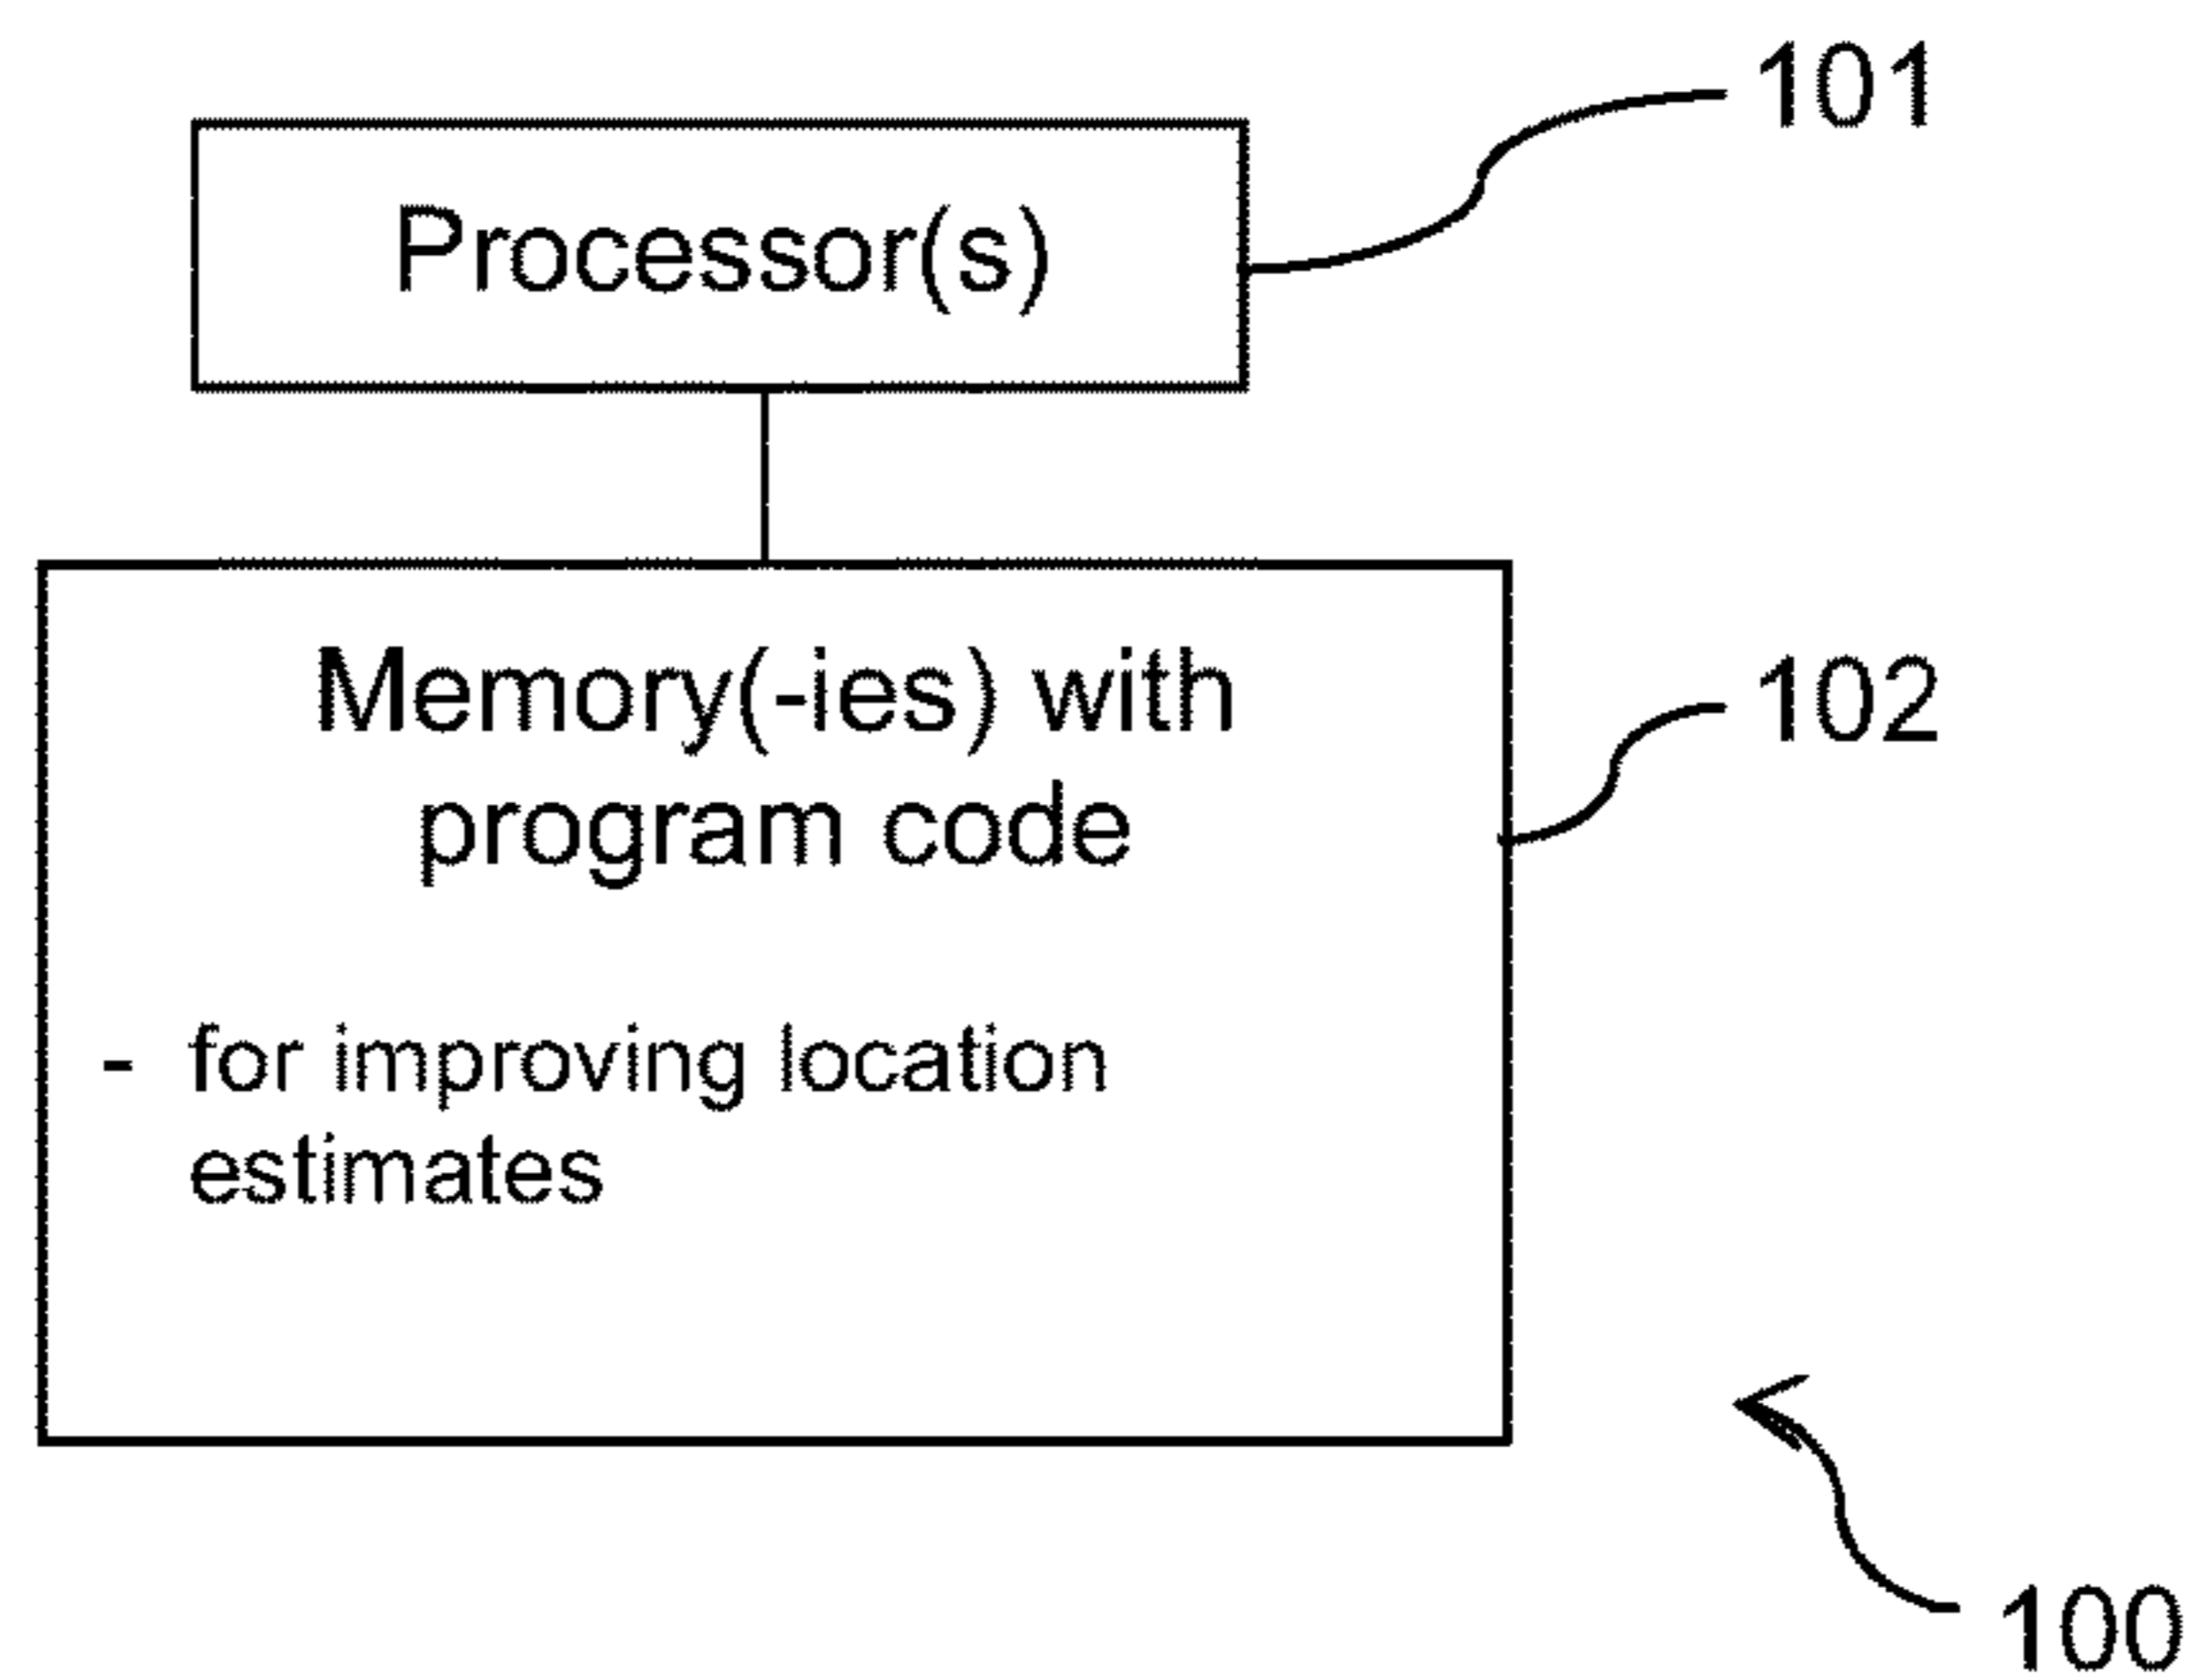 101
Processor(s)
Memory(-ies) with
102
program code
- for improving location
estimates
100